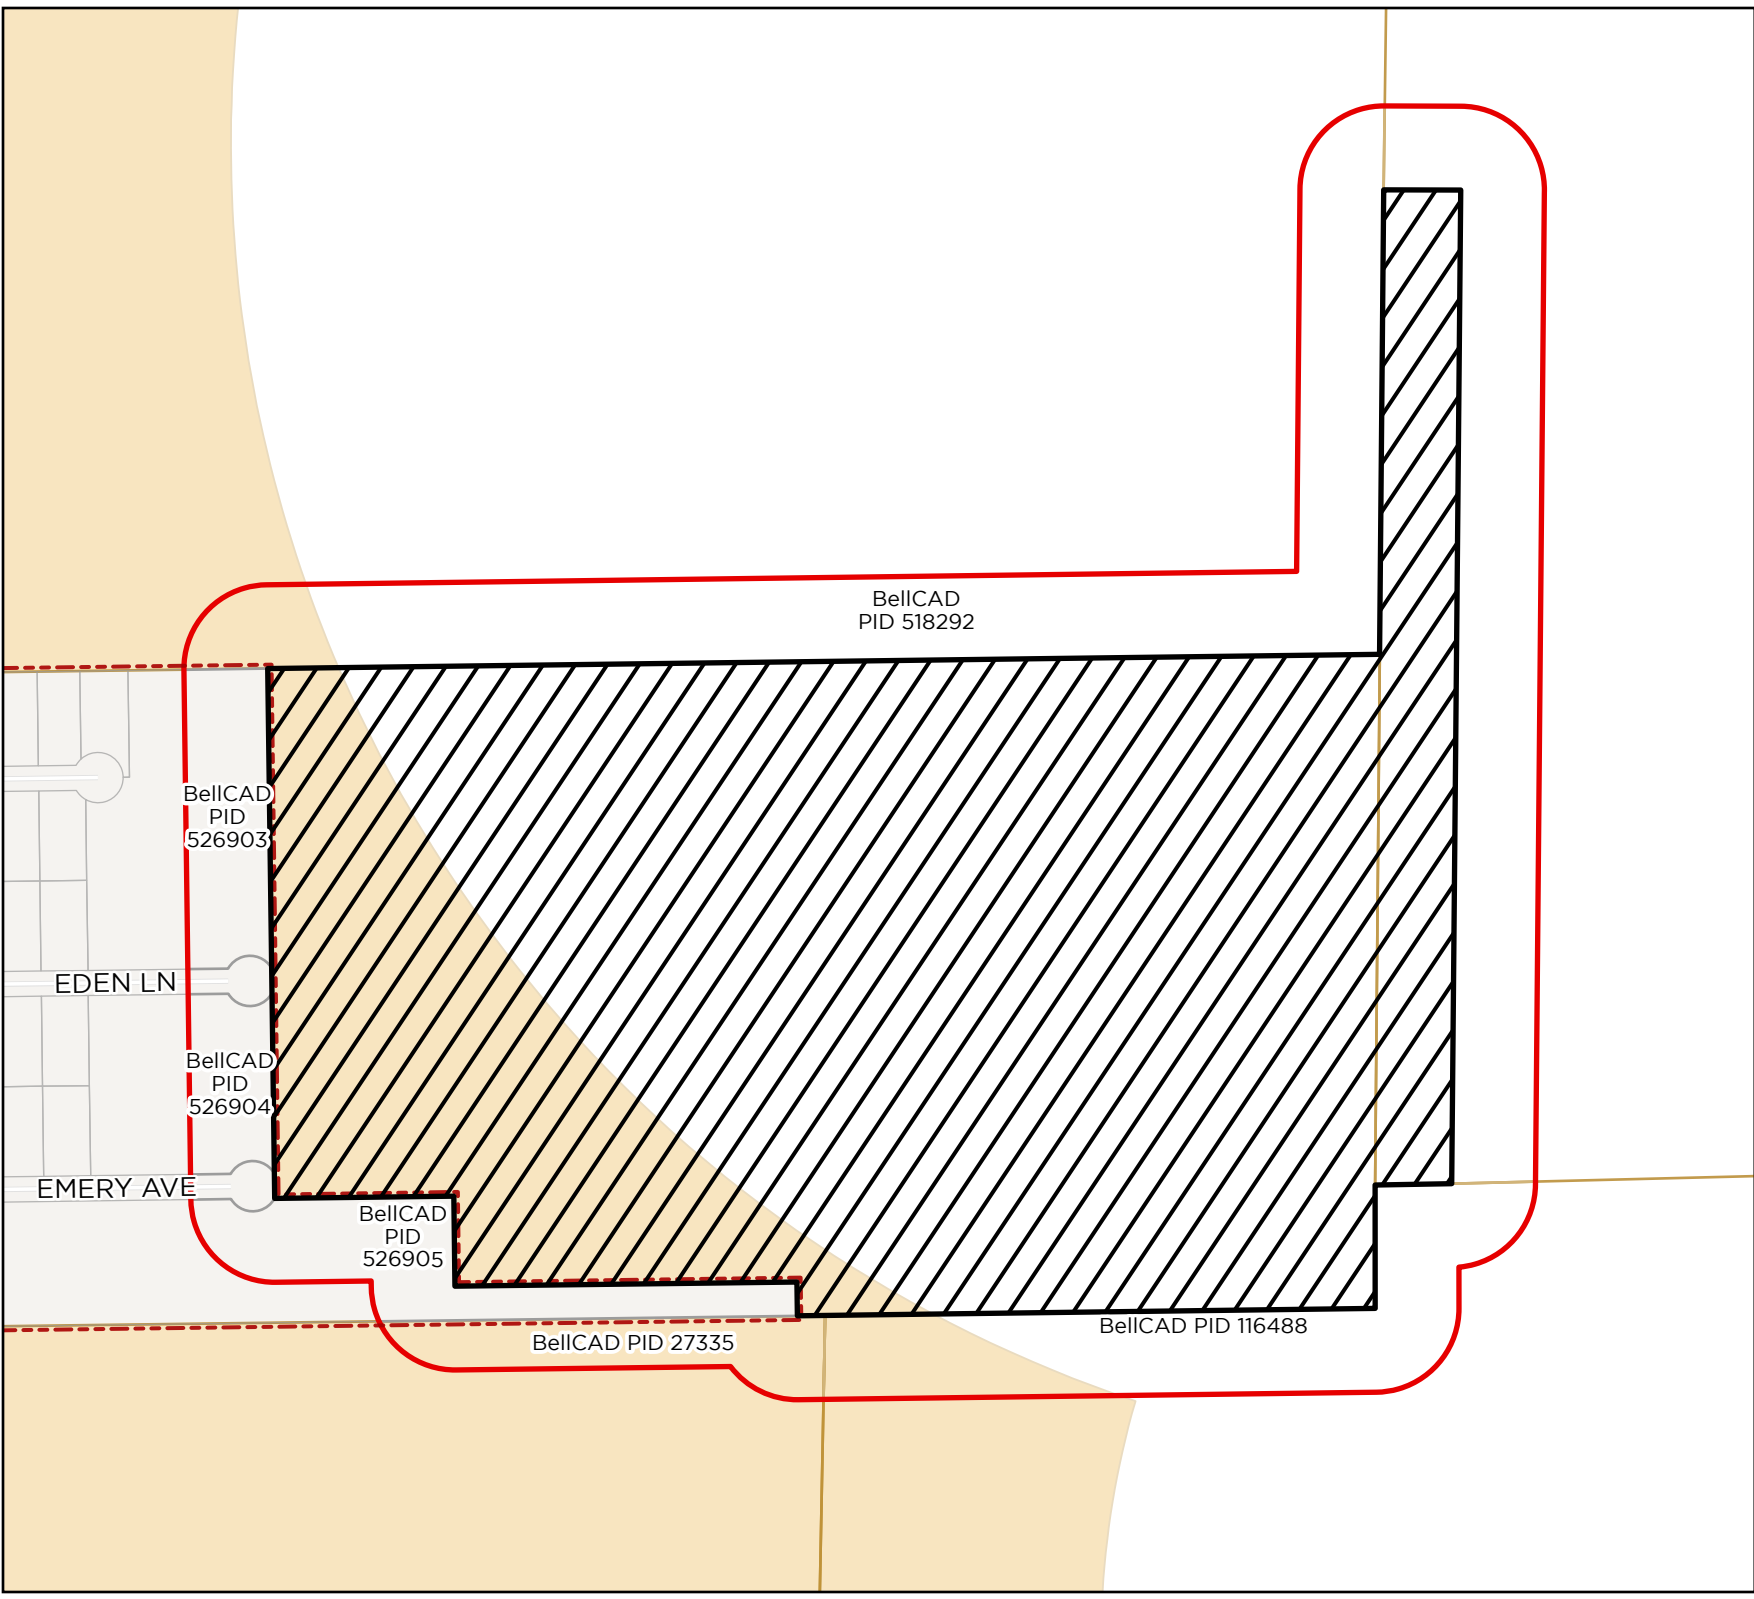 BellCAD
PID 518292
BellCAD
PID
526903
EDEN LN
BellCAD
PID
526904
EMERY AVE
BellCAD
PID
526905
BellCAD PID 116488
BellCAD PID 27335